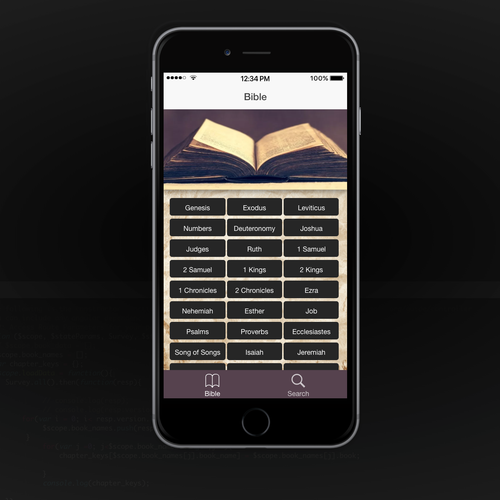 12:34 PM
100%
Bible
Genesis Exodus Leviticus
Numbers Deuteronomy Joshua
Judges Ruth 1 Samuel
2 Samuel 1 Kings 2 Kings
1 Chronicles 2 Chronicles Ezra
Nehemiah Esther Job
Psalms Proverbs Ecclesiastes
Song of Songs Isaiah Jeremiah
Bible Search